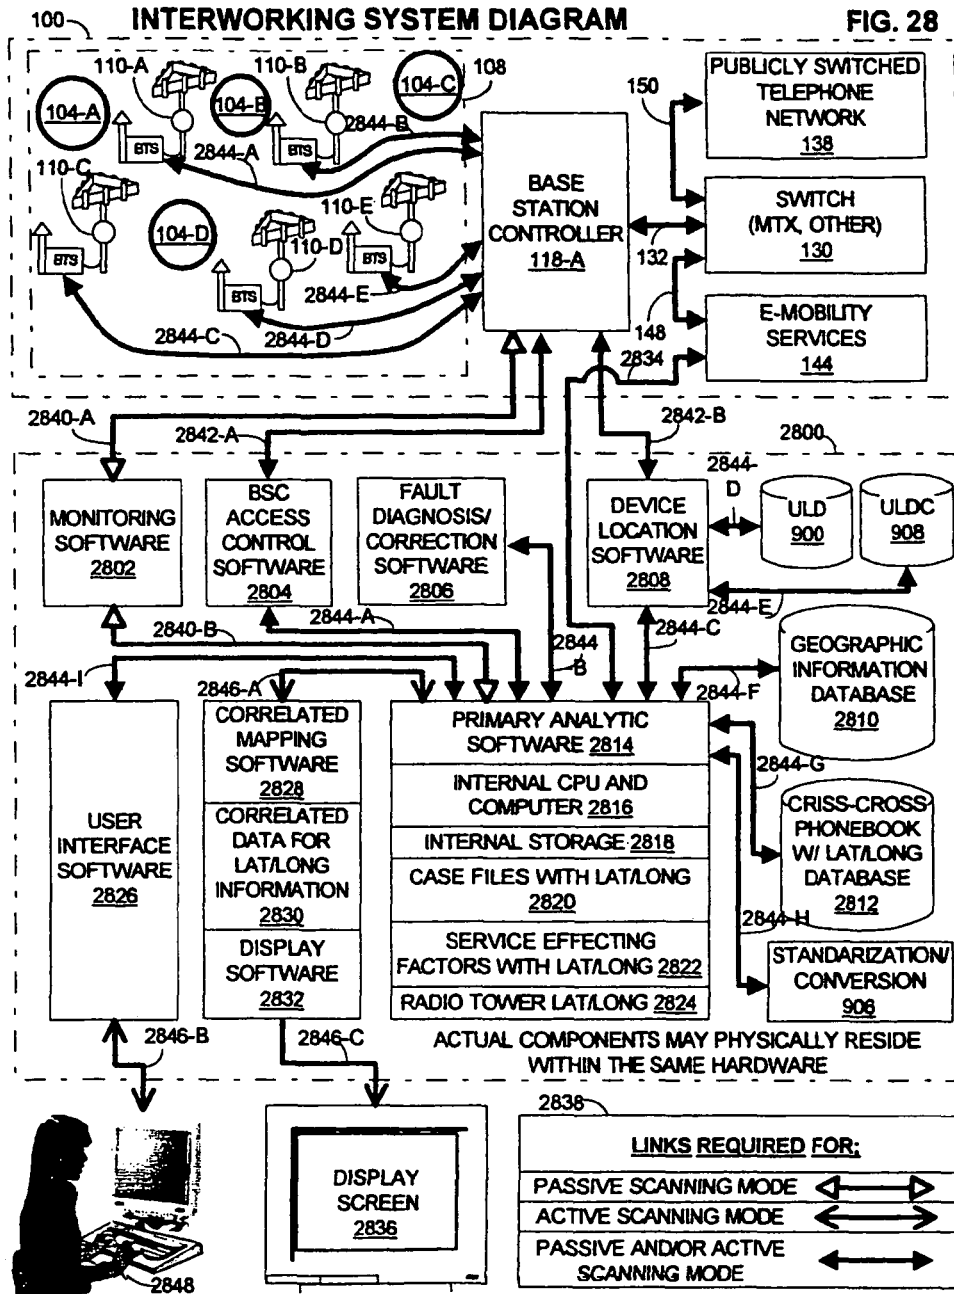 INTERWORKING SYSTEM DIAGRAM
FIG. 28
100
110-A
110-B
104-A
104-B
104-C
108
150
PUBLICLY SWITCHED
TELEPHONE
NETWORK
138
BTS
BTS
2844-A
2844-B
110-C
110-E
104-D
110-D
BTS
BTS
BTS
2844-E
2844-C
2844-D
BASE
STATION
CONTROLLER
118-A
132
SWITCH
(MTX, OTHER)
130
148
E-MOBILITY
SERVICES
144
2834
2840-A
2842-A
2842-B
2800
MONITORING
SOFTWARE
2802
BSC
ACCESS
CONTROL
SOFTWARE
2804
FAULT
DIAGNOSIS/
CORRECTION
SOFTWARE
2806
DEVICE
LOCATION
SOFTWARE
2808
2844-
D
ULD
900
ULDC
908
2840-B
2844-A
2844
B
2844-C
2844-E
2844-I
2846-A
2844-F
GEOGRAPHIC
INFORMATION
DATABASE
2810
USER
INTERFACE
SOFTWARE
2826
CORRELATED
MAPPING
SOFTWARE
2828
CORRELATED
DATA FOR
LAT/LONG
INFORMATION
2830
DISPLAY
SOFTWARE
2832
PRIMARY ANALYTIC
SOFTWARE 2814
INTERNAL CPU AND
COMPUTER 2816
INTERNAL STORAGE 2818
CASE FILES WITH LAT/LONG
2820
SERVICE EFFECTING
FACTORS WITH LAT/LONG 2822
RADIO TOWER LAT/LONG 2824
2844-G
CRISS-CROSS
PHONEBOOK
W/ LAT/LONG
DATABASE
2812
2844-H
STANDARIZATION/
CONVERSION
906
2846-B
2846-C
ACTUAL COMPONENTS MAY PHYSICALLY RESIDE
WITHIN THE SAME HARDWARE
2848
DISPLAY
SCREEN
2836
2838
LINKS REQUIRED FOR;
PASSIVE SCANNING MODE
ACTIVE SCANNING MODE
PASSIVE AND/OR ACTIVE
SCANNING MODE